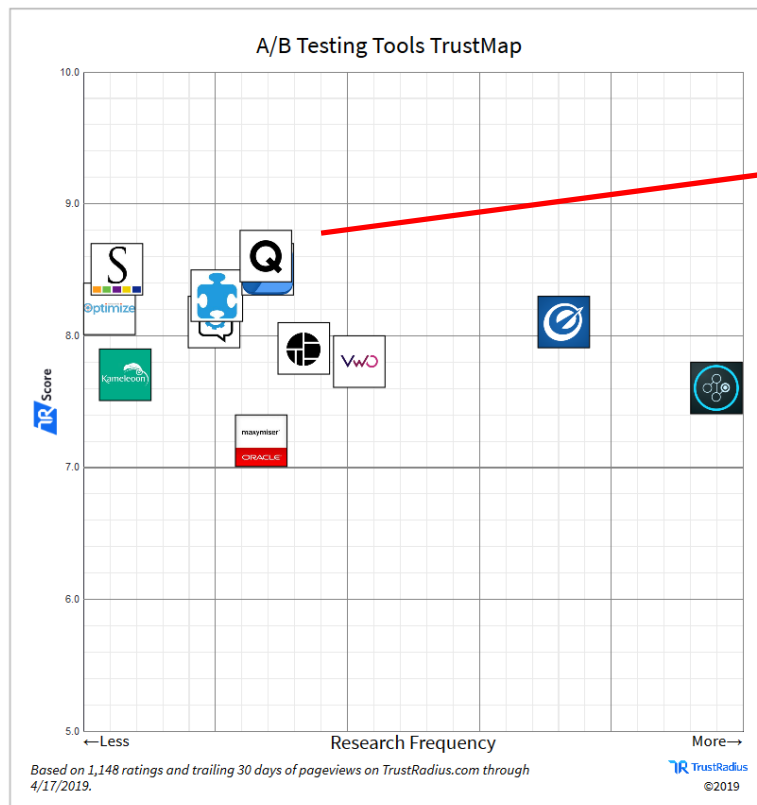 A/B Testing Tools TrustMap
10.0
9.0
8.0
7.0
6.0
5.0
TR Score
S
Optimize
Kameleoon
Q
VWO
maxymiser
ORACLE
←Less
Research Frequency
More→
Based on 1,148 ratings and trailing 30 days of pageviews on TrustRadius.com through
4/17/2019.
TR TrustRadius
©2019